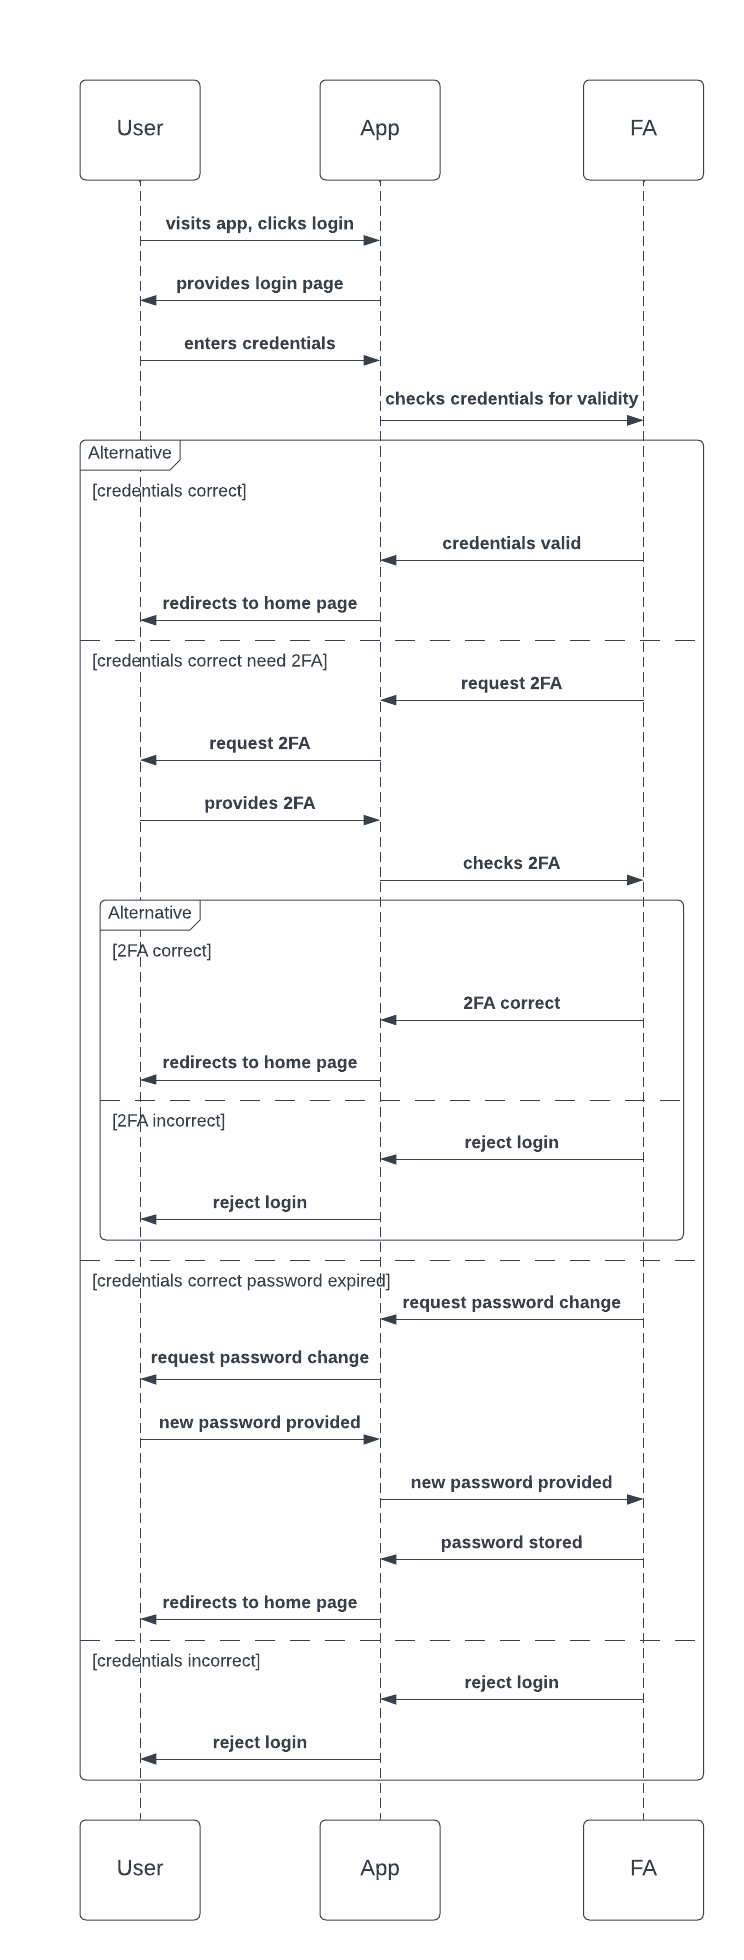 User
App
FA
visits app, clicks login
provides login page
enters credentials
checks credentials for validity
Alternative
[credentials correct]
credentials valid
redirects to home page
[credentials correct need 2FA]
request 2FA
request 2FA
provides 2FA
checks 2FA
Alternative
[2FA correct]
2FA correct
redirects to home page
[2FA incorrect]
reject login
reject login
[credentials correct password expired]
request password change
request password change
new password provided
new password provided
password stored
redirects to home page
[credentials incorrect]
reject login
reject login
User
App
FA